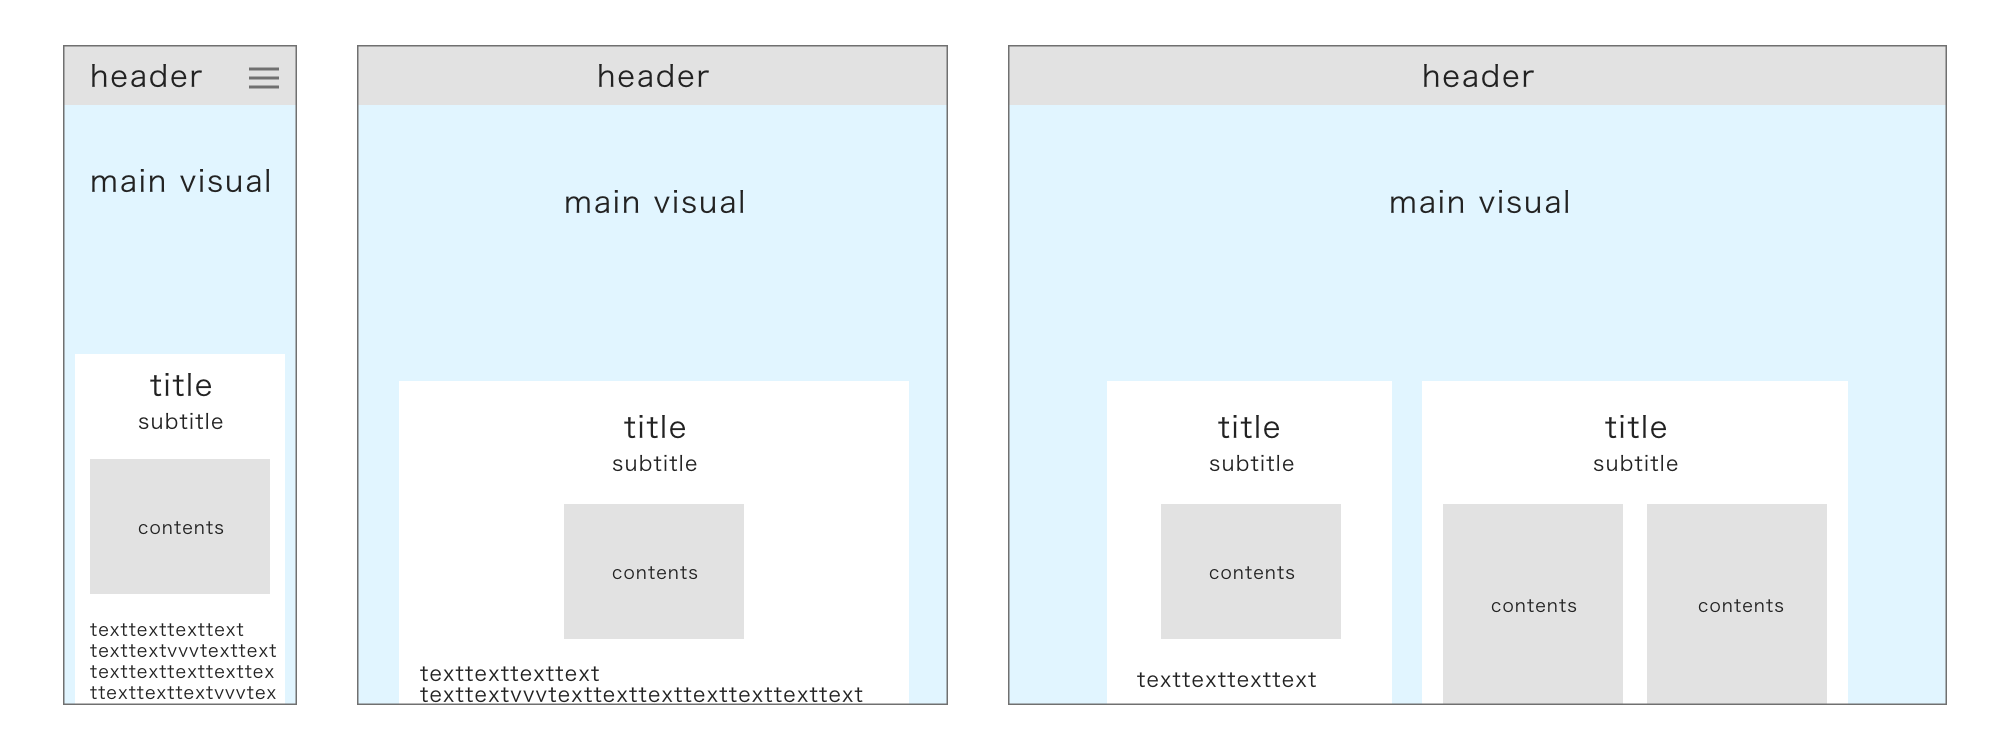 header
main visual
title
subtitle
contents
texttexttexttext
texttextvvvtexttext
texttexttexttexttex
ttexttexttextvvvtex
header
main visual
title
subtitle
contents
texttexttexttext
texttextvvvtexttexttexttexttexttexttext
header
main visual
title
subtitle
contents
texttexttexttext
title
subtitle
contents
contents